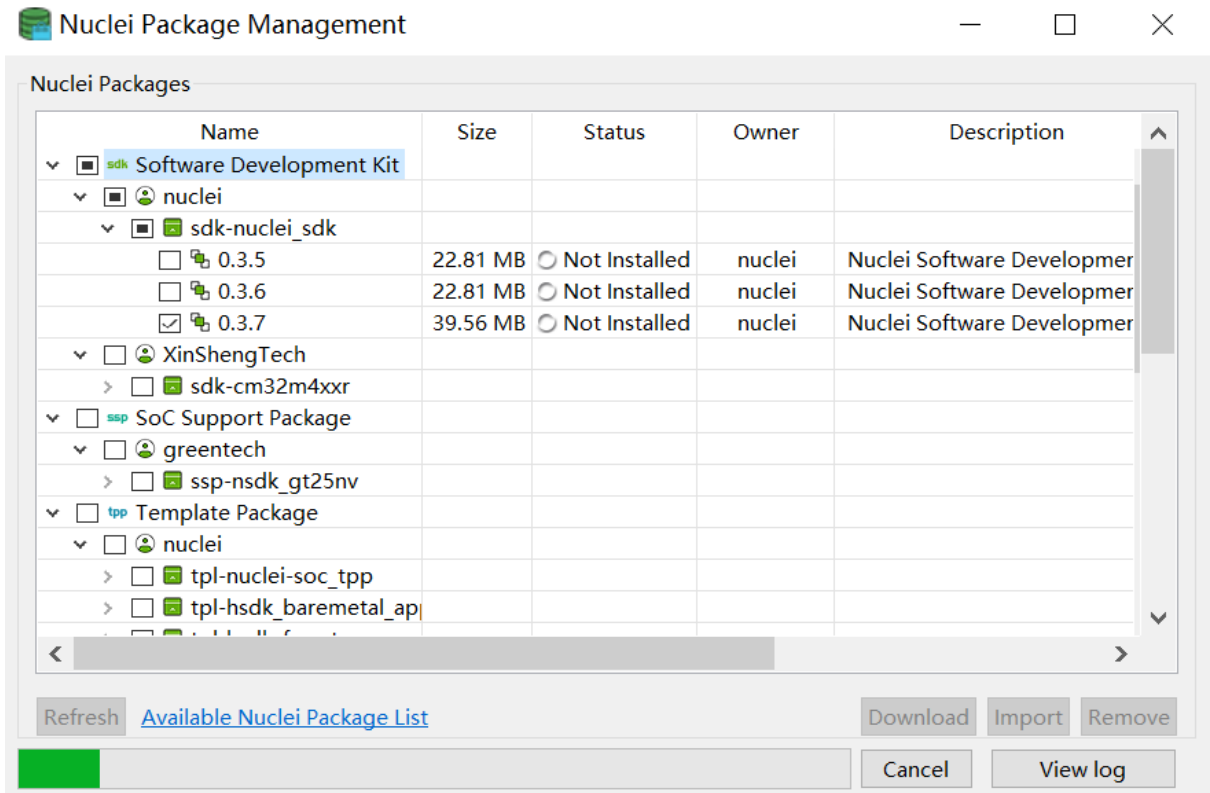 Nuclei Package Management
Nuclei Packages
Name Size Status Owner Description
sdk Software Development Kit
nuclei
sdk-nuclei_sdk
0.3.5 22.81 MB Not Installed nuclei Nuclei Software Developmer
0.3.6 22.81 MB Not Installed nuclei Nuclei Software Developmer
0.3.7 39.56 MB Not Installed nuclei Nuclei Software Developmer
XinShengTech
sdk-cm32m4xxr
ssp SoC Support Package
greentech
ssp-nsdk_gt25nv
tpp Template Package
nuclei
tpl-nuclei-soc_tpp
tpl-hsdk_baremetal_ap
Refresh Available Nuclei Package List Download Import Remove
Cancel View log